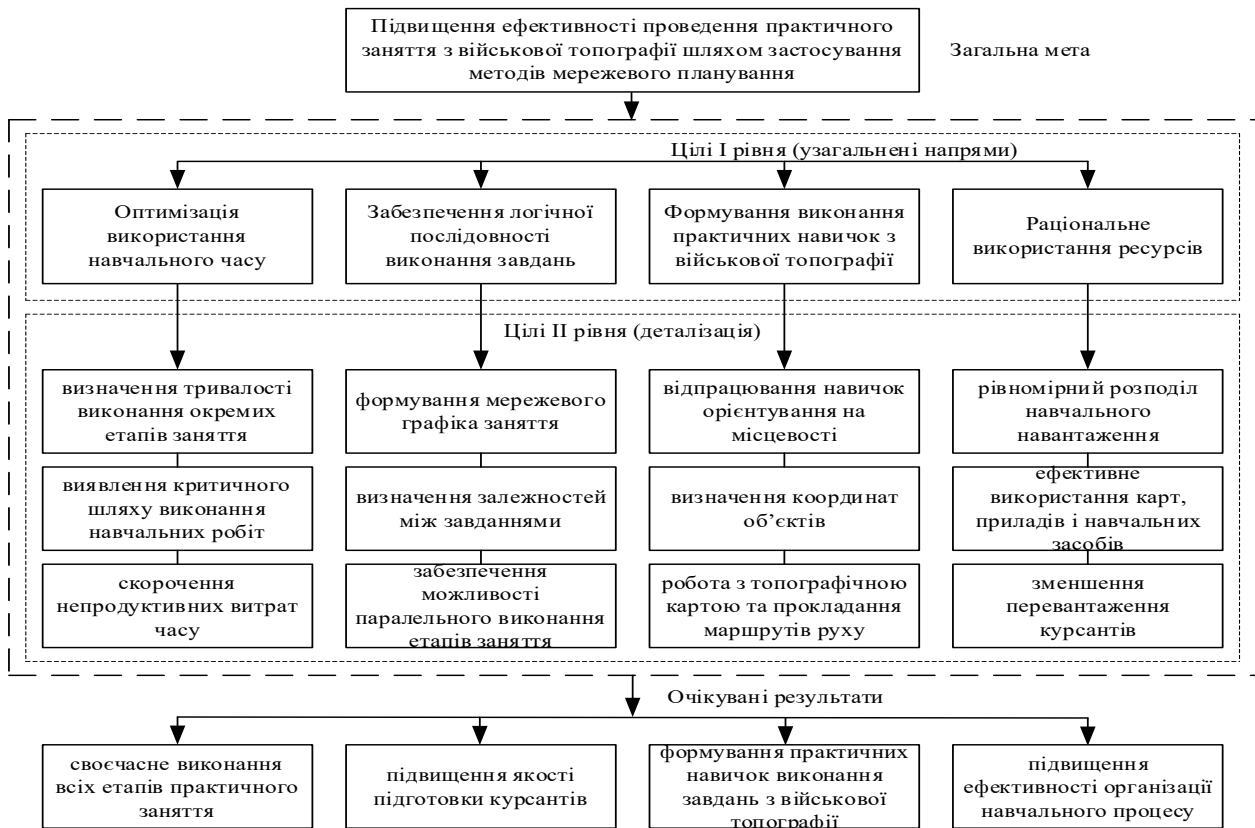 Підвищення ефективності проведення практичного
заняття з військової топографії шляхом застосування
методів мережевого планування
Загальна мета
Цілі І рівня (узагальнені напрями)
Оптимізація
використання
навчального часу
Забезпечення логічної
послідовності
виконання завдань
Формування виконання
практичних навичок з
військової топографії
Раціональне
використання ресурсів
Цілі ІІ рівня (деталізація)
визначення тривалості
виконання окремих
етапів заняття
формування мережевого
графіка заняття
відпрацювання навичок
орієнтування на
місцевості
рівномірний розподіл
навчального
навантаження
виявлення критичного
шляху виконання
навчальних робіт
визначення залежностей
між завданнями
визначення координат
об’єктів
ефективне
використання карт,
приладів і навчальних
засобів
скорочення
непродуктивних витрат
часу
забезпечення
можливості
паралельного виконання
етапів заняття
робота з топографічною
картою та прокладання
маршрутів руху
зменшення
перевантаження
курсантів
Очікувані результати
своєчасне виконання
всіх етапів практичного
заняття
підвищення якості
підготовки курсантів
формування практичних
навичок виконання
завдань з військової
топографії
підвищення
ефективності організації
навчального процесу